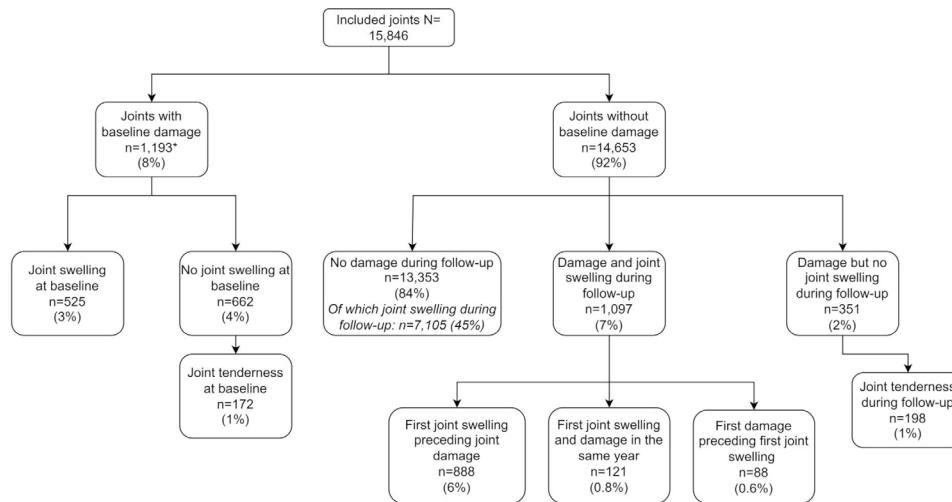 Included joints N=
15,846
Joints with
baseline damage
n=1,193*
(8%)
Joints without
baseline damage
n=14,653
(92%)
Joint swelling
at baseline
n=525
(3%)
No joint swelling at
baseline
n=662
(4%)
No damage during follow-up
n=13,353
(84%)
Of which joint swelling during
follow-up: n=7,105 (45%)
Damage and joint
swelling during
follow-up
n=1,097
(7%)
Damage but no
joint swelling
during follow-up
n=351
(2%)
Joint tenderness
at baseline
n=172
(1%)
Joint tenderness
during follow-up
n=198
(1%)
First joint swelling
preceding joint
damage
n=888
(6%)
First joint swelling
and damage in the
same year
n=121
(0.8%)
First damage
preceding first joint
swelling
n=88
(0.6%)